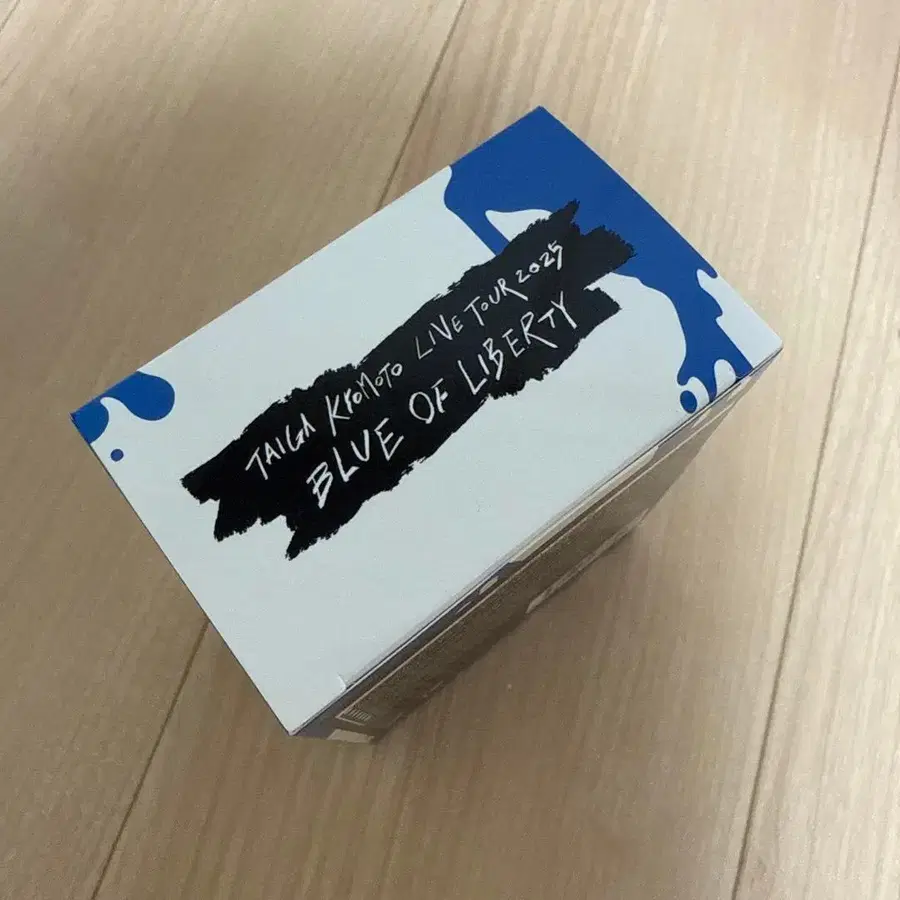 TAIGA KYOMOTO LIVE TOUR 2025
BLUE OF LIBERTY